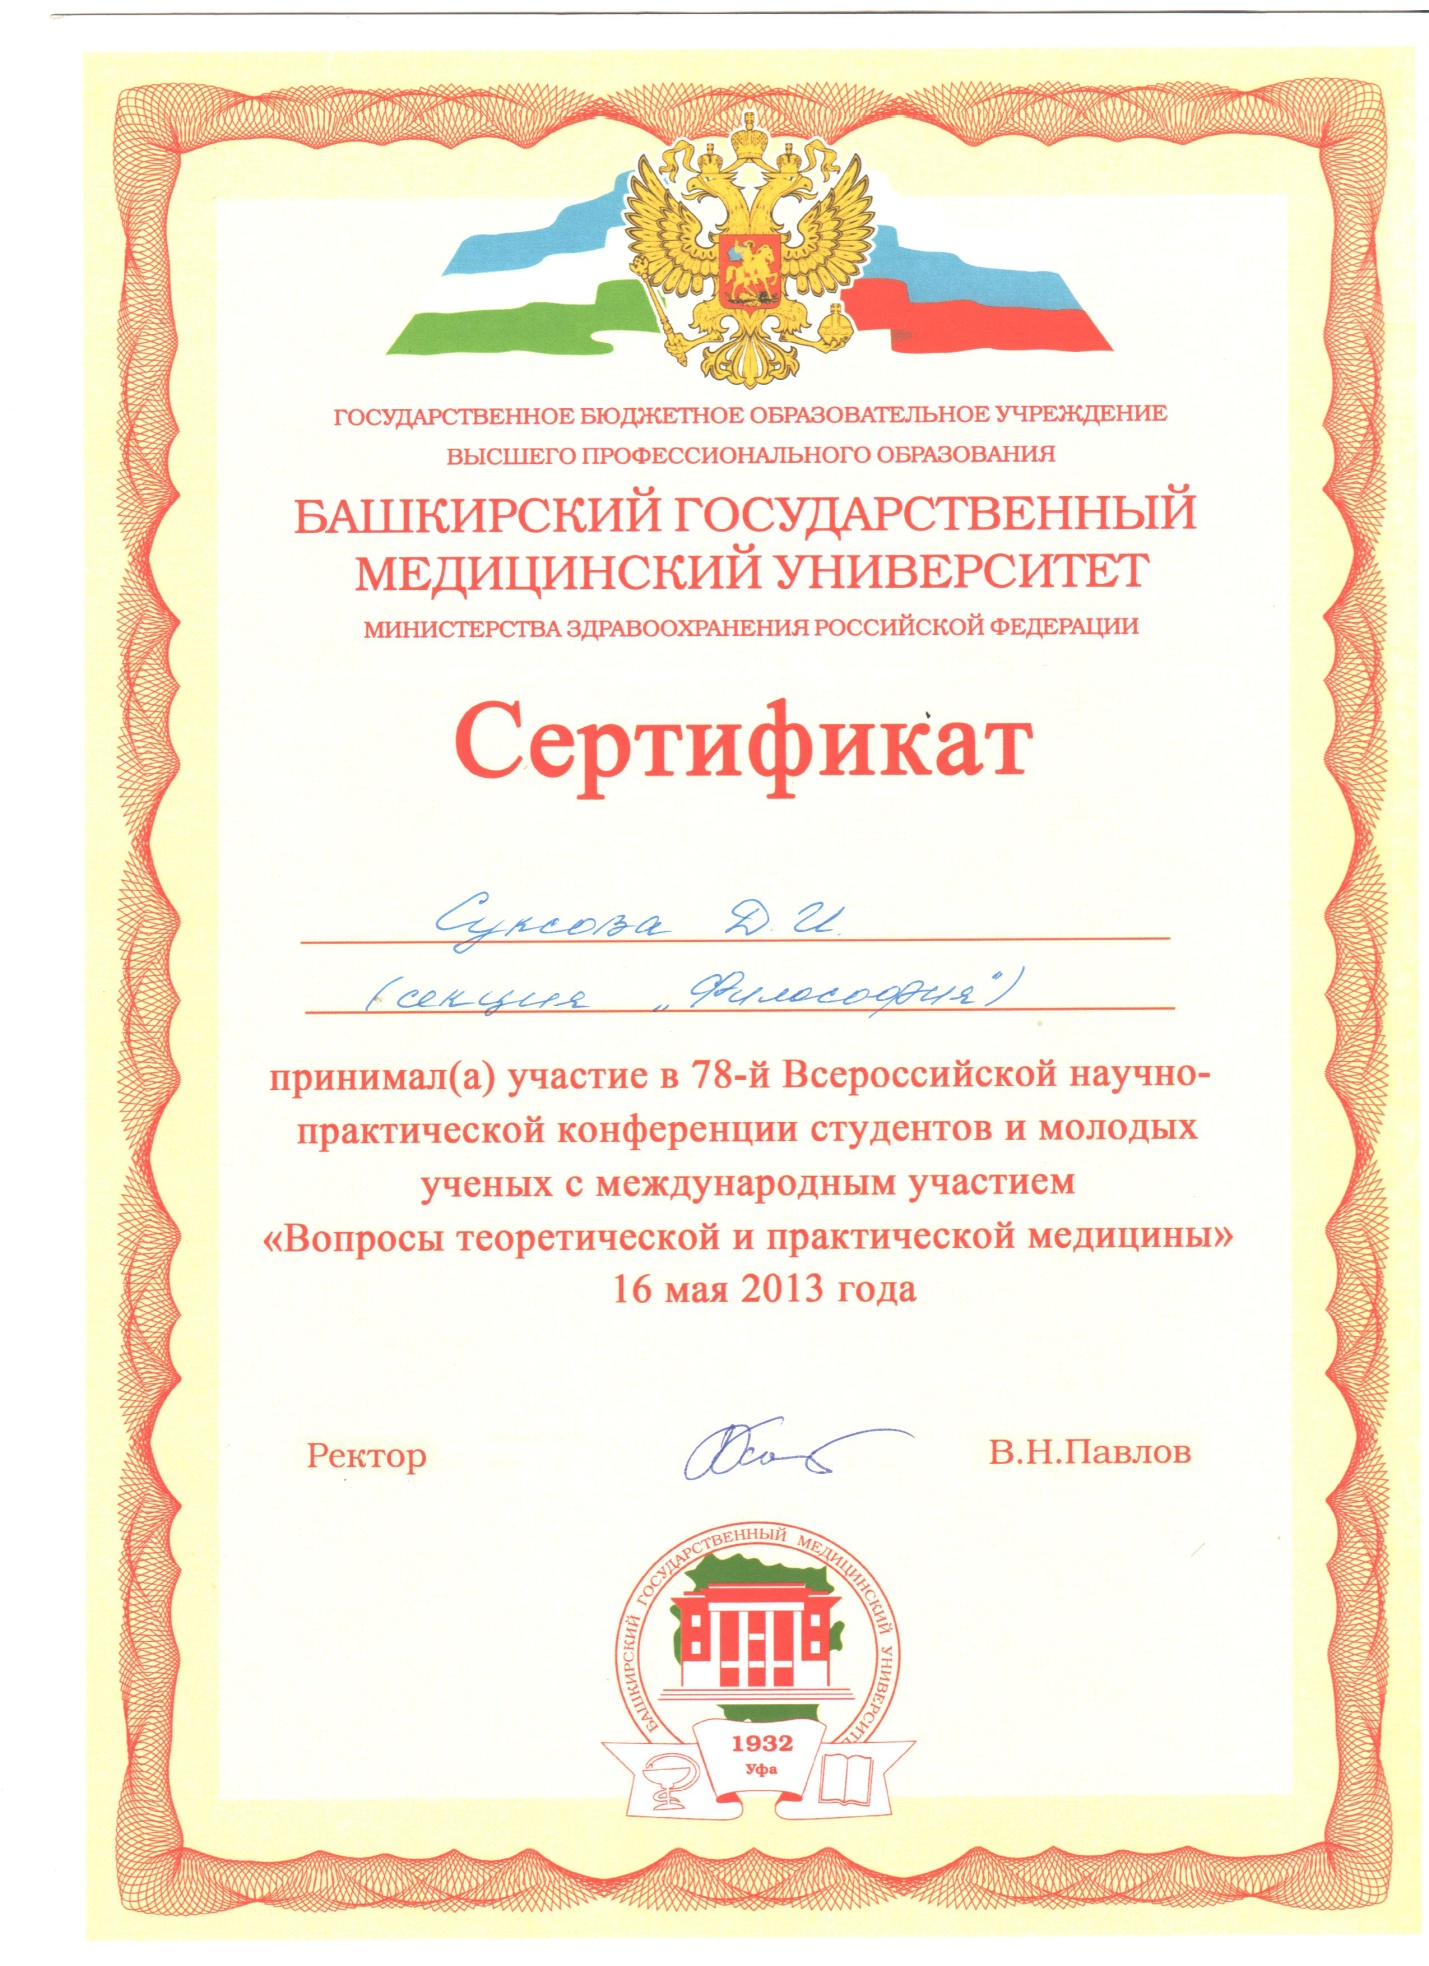 ГОСУДАРСТВЕННОЕ БЮДЖЕТНОЕ ОБРАЗОВАТЕЛЬНОЕ УЧРЕЖДЕНИЕ
ВЫСШЕГО ПРОФЕССИОНАЛЬНОГО ОБРАЗОВАНИЯ
БАШКИРСКИЙ ГОСУДАРСТВЕННЫЙ
МЕДИЦИНСКИЙ УНИВЕРСИТЕТ
МИНИСТЕРСТВА ЗДРАВООХРАНЕНИЯ РОССИЙСКОЙ ФЕДЕРАЦИИ
Сертификат
Суксова Д. И.
(секция „Философия")
принимал(а) участие в 78-й Всероссийской научно-
практической конференции студентов и молодых
ученых с международным участием
«Вопросы теоретической и практической медицины»
16 мая 2013 года
Ректор В.Н.Павлов
БАШКИРСКИЙ ГОСУДАРСТВЕННЫЙ МЕДИЦИНСКИЙ УНИВЕРСИТ
1932
Уфа